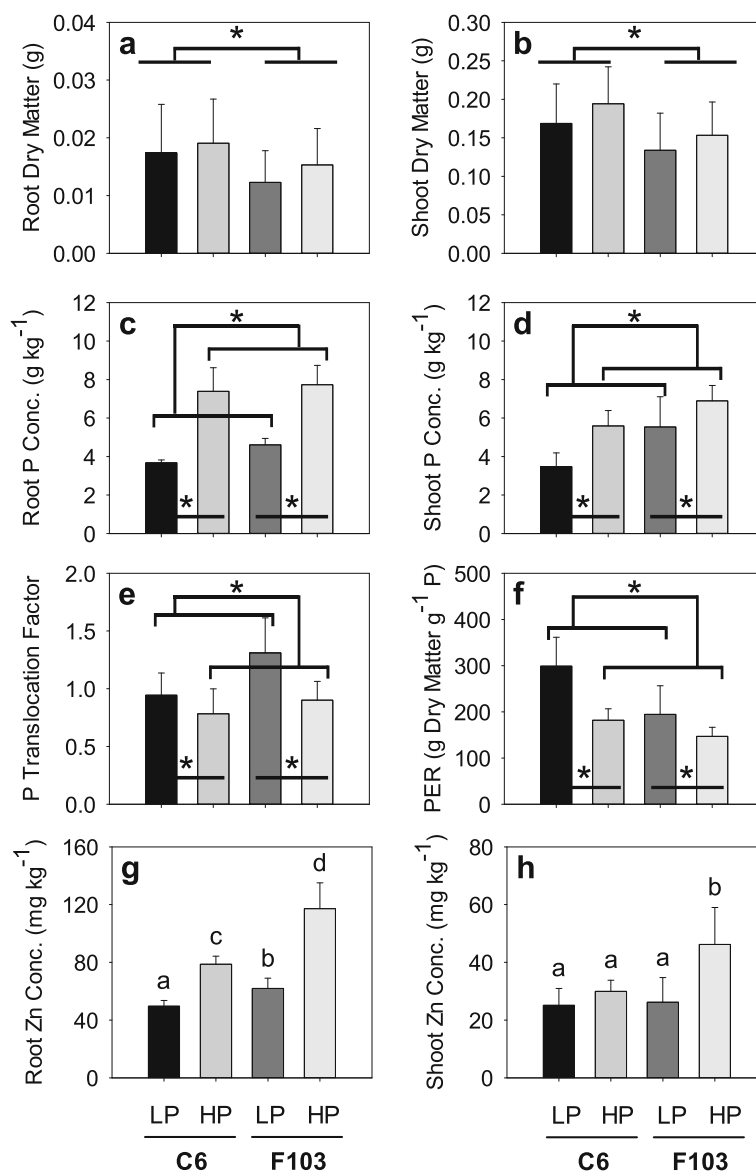 a
*
Root Dry Matter (g)
0.04
0.03
0.02
0.01
0.00
b
*
Shoot Dry Matter (g)
0.30
0.25
0.20
0.15
0.10
0.05
0.00
c
*
*
*
Root P Conc. (g kg⁻¹)
12
10
8
6
4
2
0
d
*
*
*
Shoot P Conc. (g kg⁻¹)
12
10
8
6
4
2
0
e
*
*
*
P Translocation Factor
2.0
1.5
1.0
0.5
0.0
f
*
*
*
PER (g Dry Matter g⁻¹ P)
500
400
300
200
100
0
g
Root Zn Conc. (mg kg⁻¹)
160
120
80
40
0
a
c
b
d
LP HP LP HP
C6 F103
h
Shoot Zn Conc. (mg kg⁻¹)
80
60
40
20
0
a
a
a
b
LP HP LP HP
C6 F103